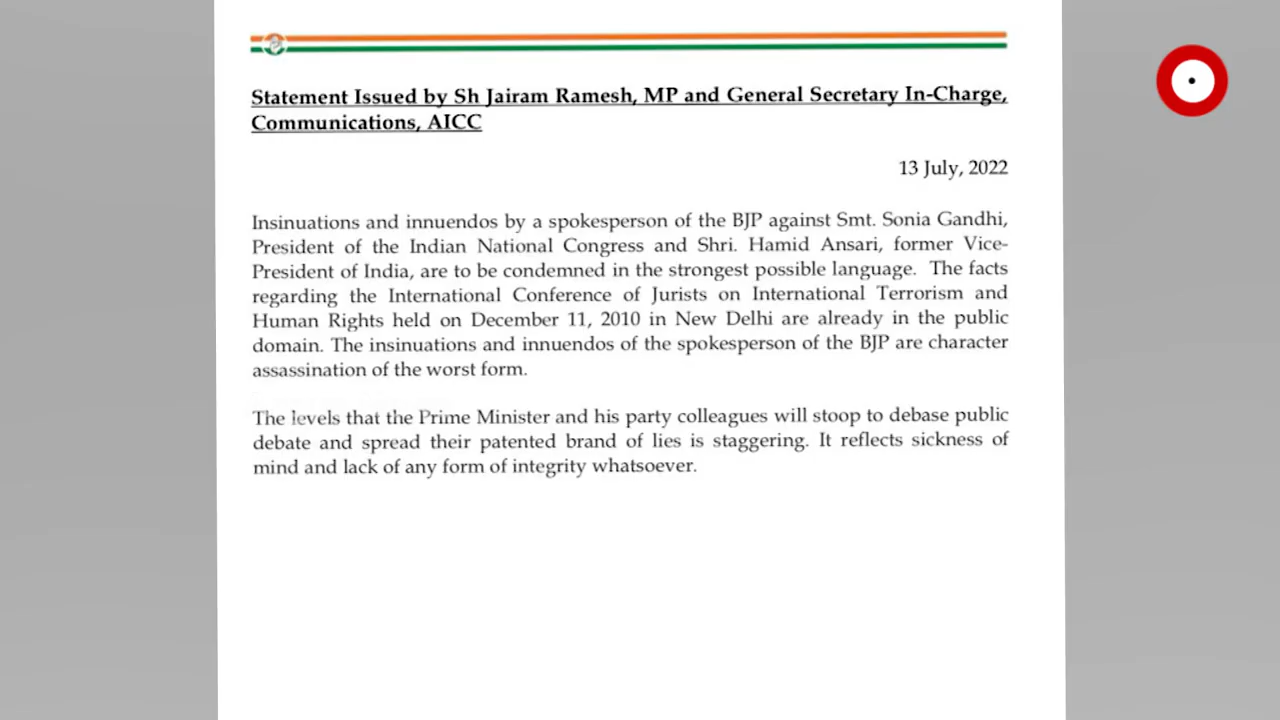 Statement Issued by Sh Jairam Ramesh, MP and General Secretary In-Charge,
Communications, AICC
13 July, 2022
Insinuations and innuendos by a spokesperson of the BJP against Smt. Sonia Gandhi,
President of the Indian National Congress and Shri. Hamid Ansari, former Vice-
President of India, are to be condemned in the strongest possible language. The facts
regarding the International Conference of Jurists on International Terrorism and
Human Rights held on December 11, 2010 in New Delhi are already in the public
domain. The insinuations and innuendos of the spokesperson of the BJP are character
assassination of the worst form.
The levels that the Prime Minister and his party colleagues will stoop to debase public
debate and spread their patented brand of lies is staggering. It reflects sickness of
mind and lack of any form of integrity whatsoever.